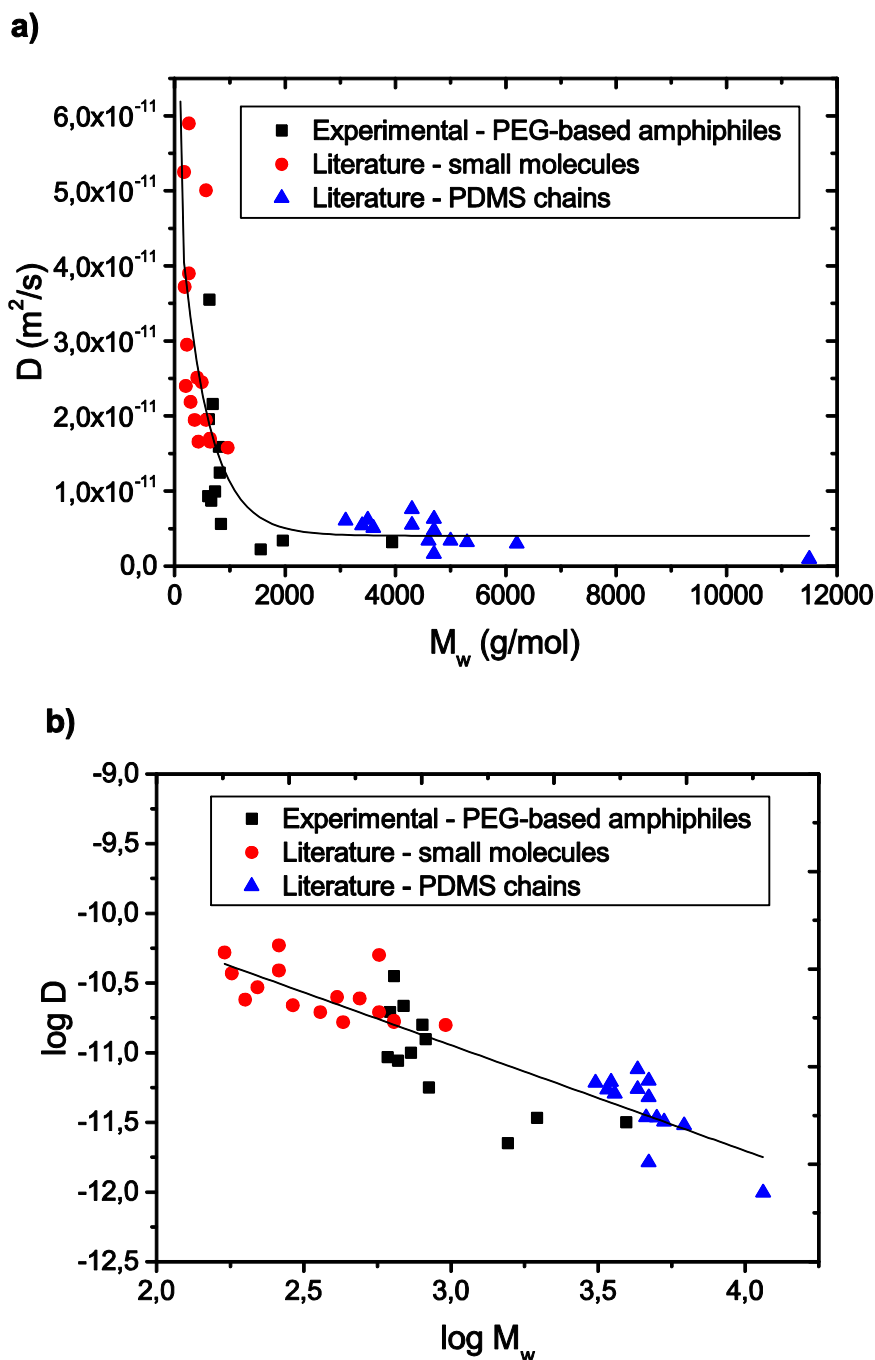 a)
D (m²/s)
6,0x10⁻¹¹
5,0x10⁻¹¹
4,0x10⁻¹¹
3,0x10⁻¹¹
2,0x10⁻¹¹
1,0x10⁻¹¹
0,0
Experimental - PEG-based amphiphiles
Literature - small molecules
Literature - PDMS chains
0 2000 4000 6000 8000 10000 12000
M_w (g/mol)
b)
log D
-9,0
-9,5
-10,0
-10,5
-11,0
-11,5
-12,0
-12,5
Experimental - PEG-based amphiphiles
Literature - small molecules
Literature - PDMS chains
2,0 2,5 3,0 3,5 4,0
log M_w